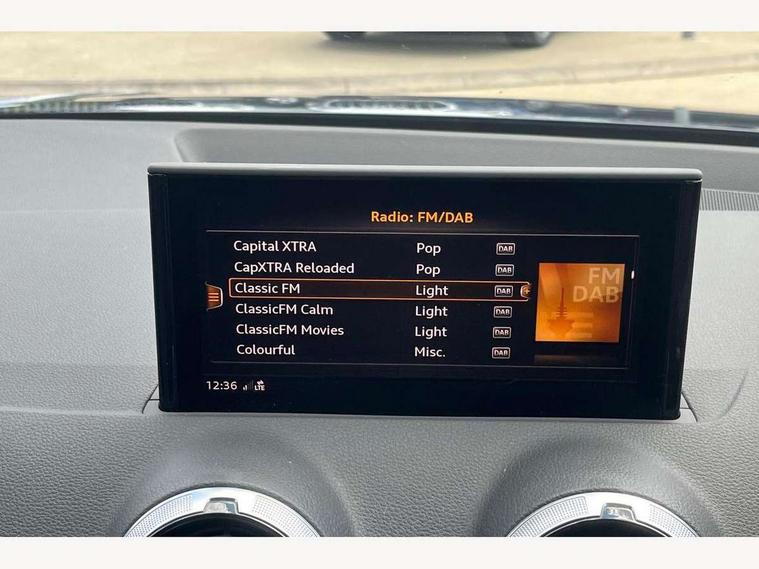 Radio: FM/DAB
Capital XTRA Pop DAB
CapXTRA Reloaded Pop DAB
Classic FM Light DAB
ClassicFM Calm Light DAB
ClassicFM Movies Light DAB
Colourful Misc. DAB
FM
DAB
12:36 LTE